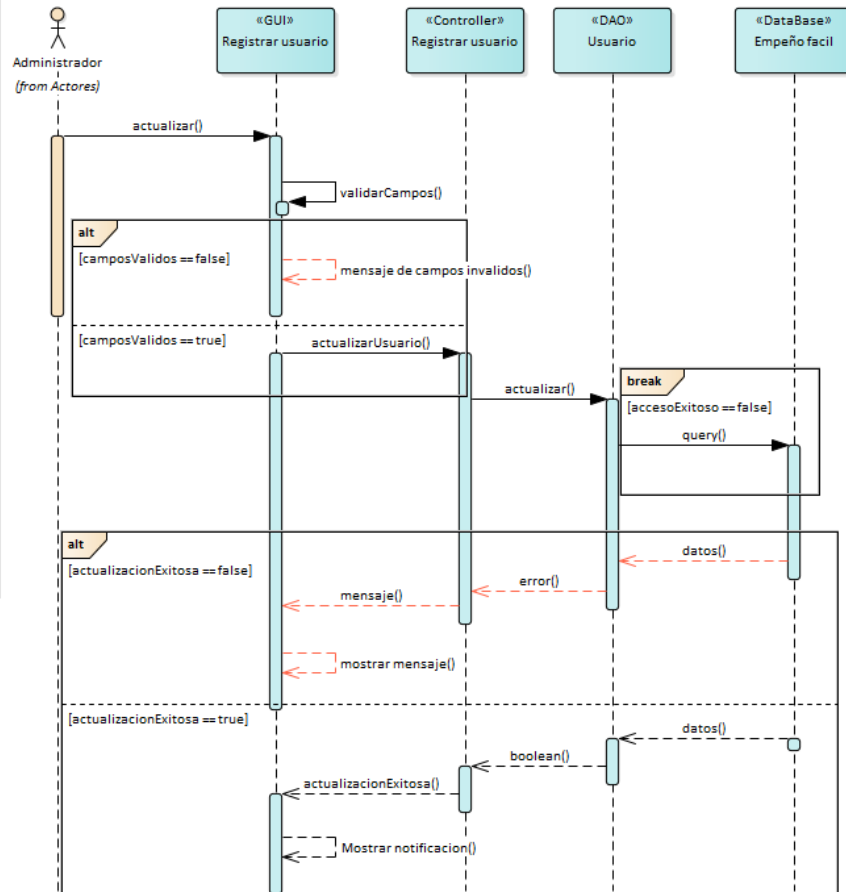 «GUI»
Registrar usuario
«Controller»
Registrar usuario
«DAO»
Usuario
«DataBase»
Empeño facil
Administrador
(from Actores)
actualizar()
validarCampos()
alt
[camposValidos == false]
mensaje de campos invalidos()
[camposValidos == true]
actualizarUsuario()
break
actualizar()
[accesoExitoso == false]
query()
alt
datos()
[actualizacionExitosa == false]
error()
mensaje()
mostrar mensaje()
[actualizacionExitosa == true]
datos()
boolean()
actualizacionExitosa()
Mostrar notificacion()